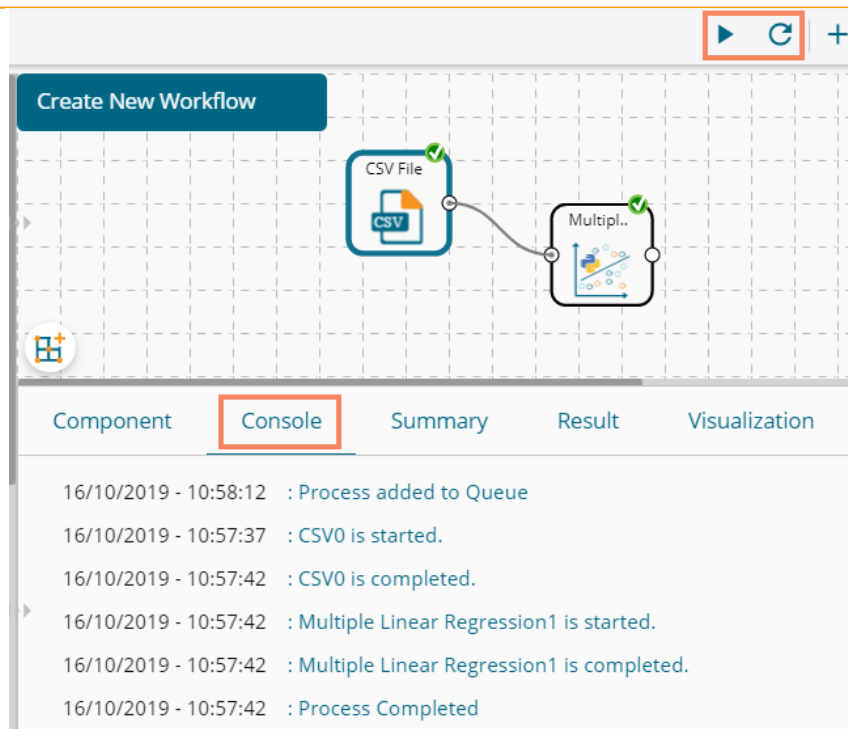 Create New Workflow
CSV File
CSV
Multipl..
Component Console Summary Result Visualization
16/10/2019 - 10:58:12 : Process added to Queue
16/10/2019 - 10:57:37 : CSV0 is started.
16/10/2019 - 10:57:42 : CSV0 is completed.
16/10/2019 - 10:57:42 : Multiple Linear Regression1 is started.
16/10/2019 - 10:57:42 : Multiple Linear Regression1 is completed.
16/10/2019 - 10:57:42 : Process Completed